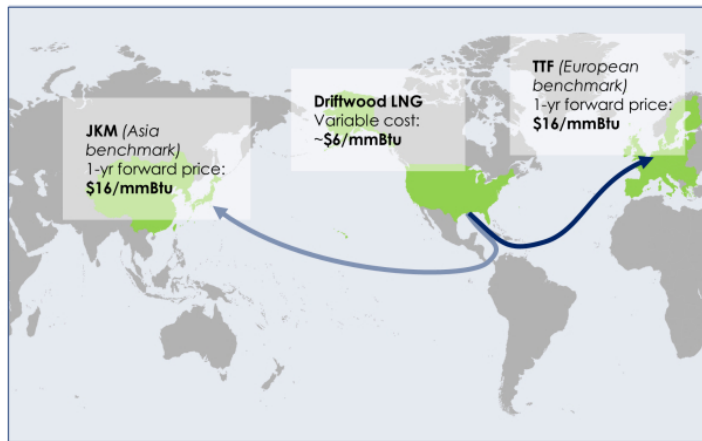 JKM (Asia
benchmark)
1-yr forward price:
$16/mmBtu
Driftwood LNG
Variable cost:
~$6/mmBtu
TTF (European
benchmark)
1-yr forward price:
$16/mmBtu